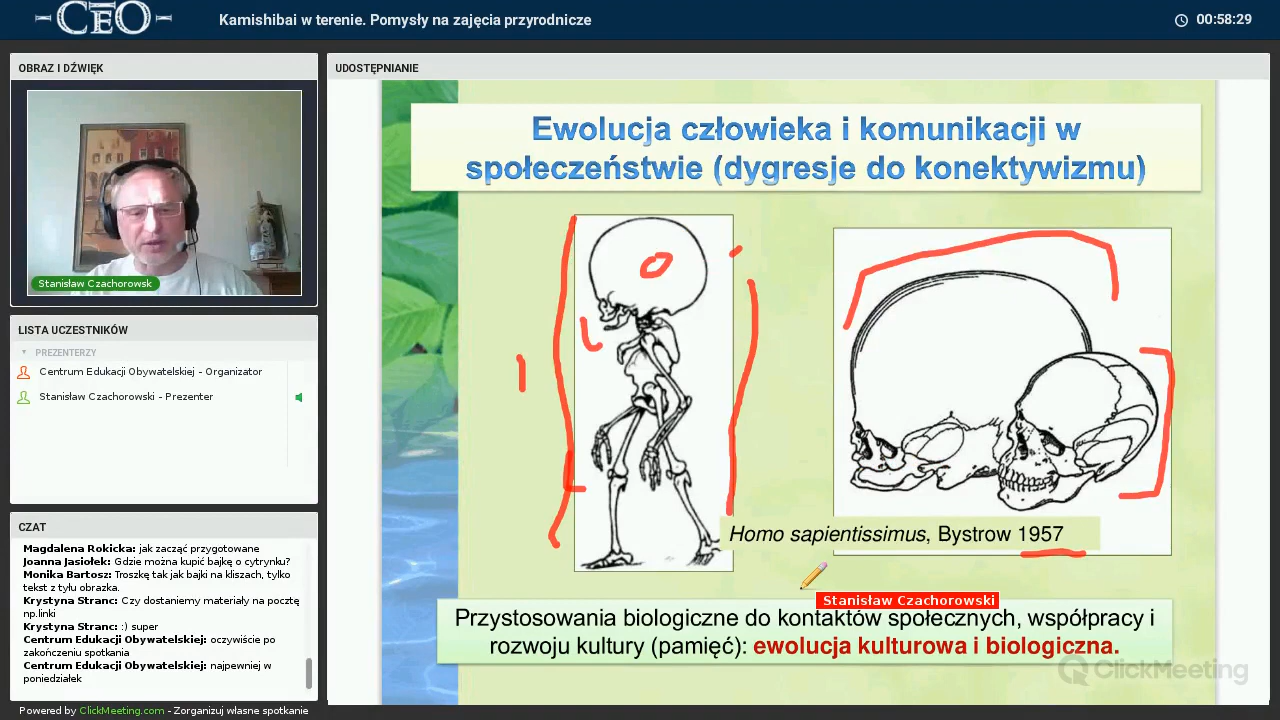 CEO
Kamishibai w terenie. Pomysły na zajęcia przyrodnicze
00:58:29
OBRAZ I DŹWIĘK
Stanisław Czachorowsk
LISTA UCZESTNIKÓW
PREZENTERZY
Centrum Edukacji Obywatelskiej - Organizator
Stanisław Czachorowski - Prezenter
CZAT
Magdalena Rokicka: jak zacząć przygotowane
Joanna Jasiołek: Gdzie można kupić bajkę o cytrynku?
Monika Bartosz: Troszkę tak jak bajki na kliszach, tylko
tekst z tyłu obrazka.
Krystyna Stranc: Czy dostaniemy materiały na pocztę
np.linki
Krystyna Stranc: :) super
Centrum Edukacji Obywatelskiej: oczywiście po
zakończeniu spotkania
Centrum Edukacji Obywatelskiej: najpewniej w
poniedziałek
Powered by ClickMeeting.com - Zorganizuj własne spotkanie
UDOSTĘPNIANIE
Ewolucja człowieka i komunikacji w
społeczeństwie (dygresje do konektywizmu)
Homo sapientissimus, Bystrow 1957
Stanisław Czachorowski
Przystosowania biologiczne do kontaktów społecznych, współpracy i
rozwoju kultury (pamięć): ewolucja kulturowa i biologiczna.
ClickMeeting